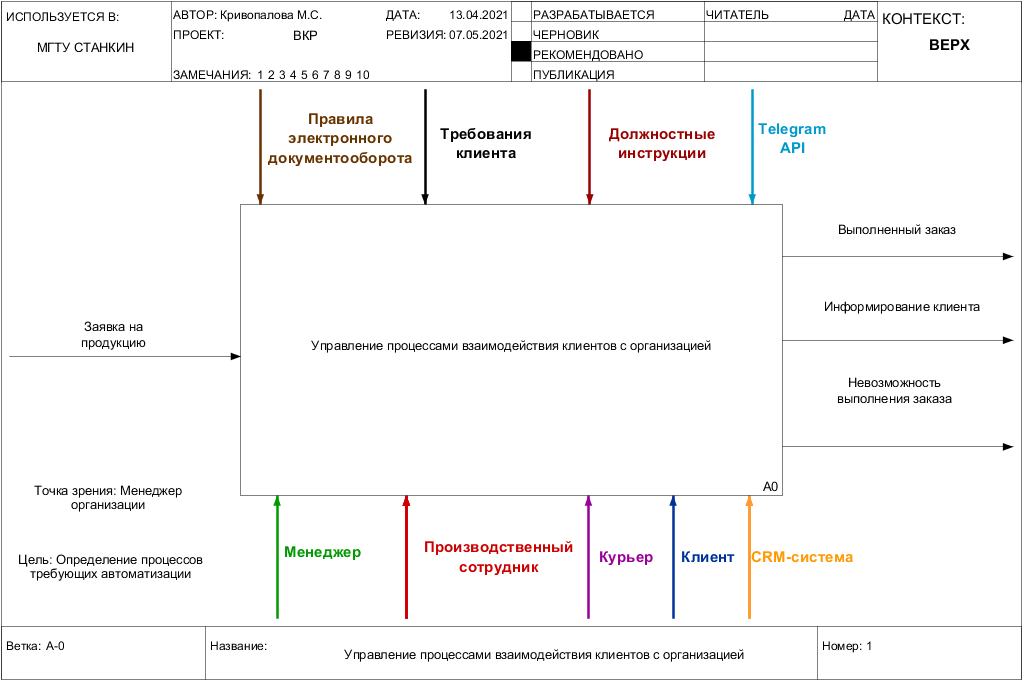 ИСПОЛЬЗУЕТСЯ В:
МГТУ СТАНКИН
АВТОР: Кривопалова М.С.
ДАТА: 13.04.2021
ПРОЕКТ: ВКР
РЕВИЗИЯ: 07.05.2021
ЗАМЕЧАНИЯ: 1 2 3 4 5 6 7 8 9 10
РАЗРАБАТЫВАЕТСЯ
ЧЕРНОВИК
РЕКОМЕНДОВАНО
ПУБЛИКАЦИЯ
ЧИТАТЕЛЬ ДАТА
КОНТЕКСТ:
ВЕРХ
Правила
электронного
документооборота
Требования
клиента
Должностные
инструкции
Telegram
API
Заявка на
продукцию
Управление процессами взаимодействия клиентов с организацией
A0
Выполненный заказ
Информирование клиента
Невозможность
выполнения заказа
Точка зрения: Менеджер
организации
Цель: Определение процессов
требующих автоматизации
Менеджер
Производственный
сотрудник
Курьер
Клиент
CRM-система
Ветка: A-0
Название:
Управление процессами взаимодействия клиентов с организацией
Номер: 1